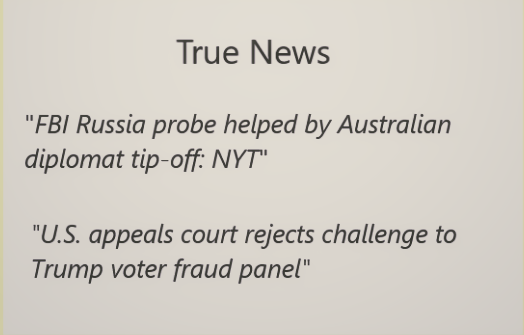 True News
"FBI Russia probe helped by Australian
diplomat tip-off: NYT"
"U.S. appeals court rejects challenge to
Trump voter fraud panel"